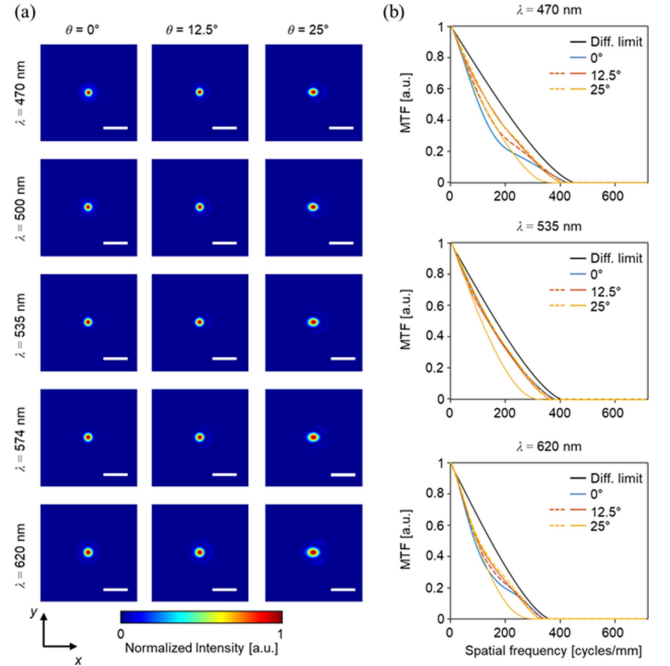 (a)
θ = 0°
θ = 12.5°
θ = 25°
λ = 470 nm
λ = 500 nm
λ = 535 nm
λ = 574 nm
λ = 620 nm
y
x
0
1
Normalized Intensity [a.u.]
(b)
λ = 470 nm
MTF [a.u.]
1
0.8
0.6
0.4
0.2
0
0
200
400
600
Diff. limit
0°
12.5°
25°
λ = 535 nm
MTF [a.u.]
1
0.8
0.6
0.4
0.2
0
0
200
400
600
Diff. limit
0°
12.5°
25°
λ = 620 nm
MTF [a.u.]
1
0.8
0.6
0.4
0.2
0
0
200
400
600
Diff. limit
0°
12.5°
25°
Spatial frequency [cycles/mm]